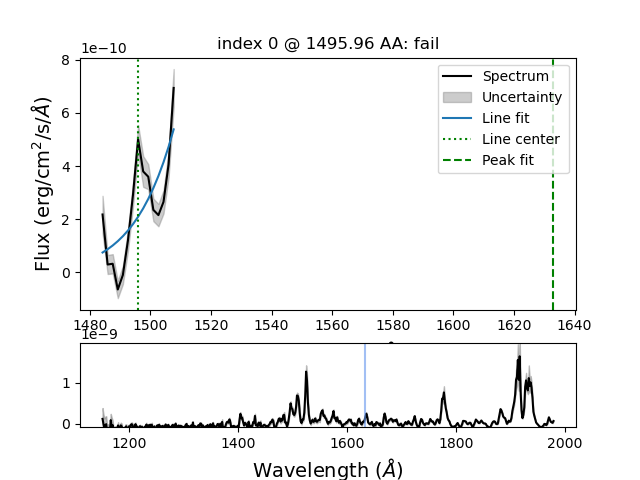 index 0 @ 1495.96 AA: fail
1e−10
8
6
4
2
0
Flux (erg/cm²/s/Å)
Spectrum
Uncertainty
Line fit
Line center
Peak fit
1480 1500 1520 1540 1560 1580 1600 1620 1640
1e−9
1
0
1200 1400 1600 1800 2000
Wavelength (Å)